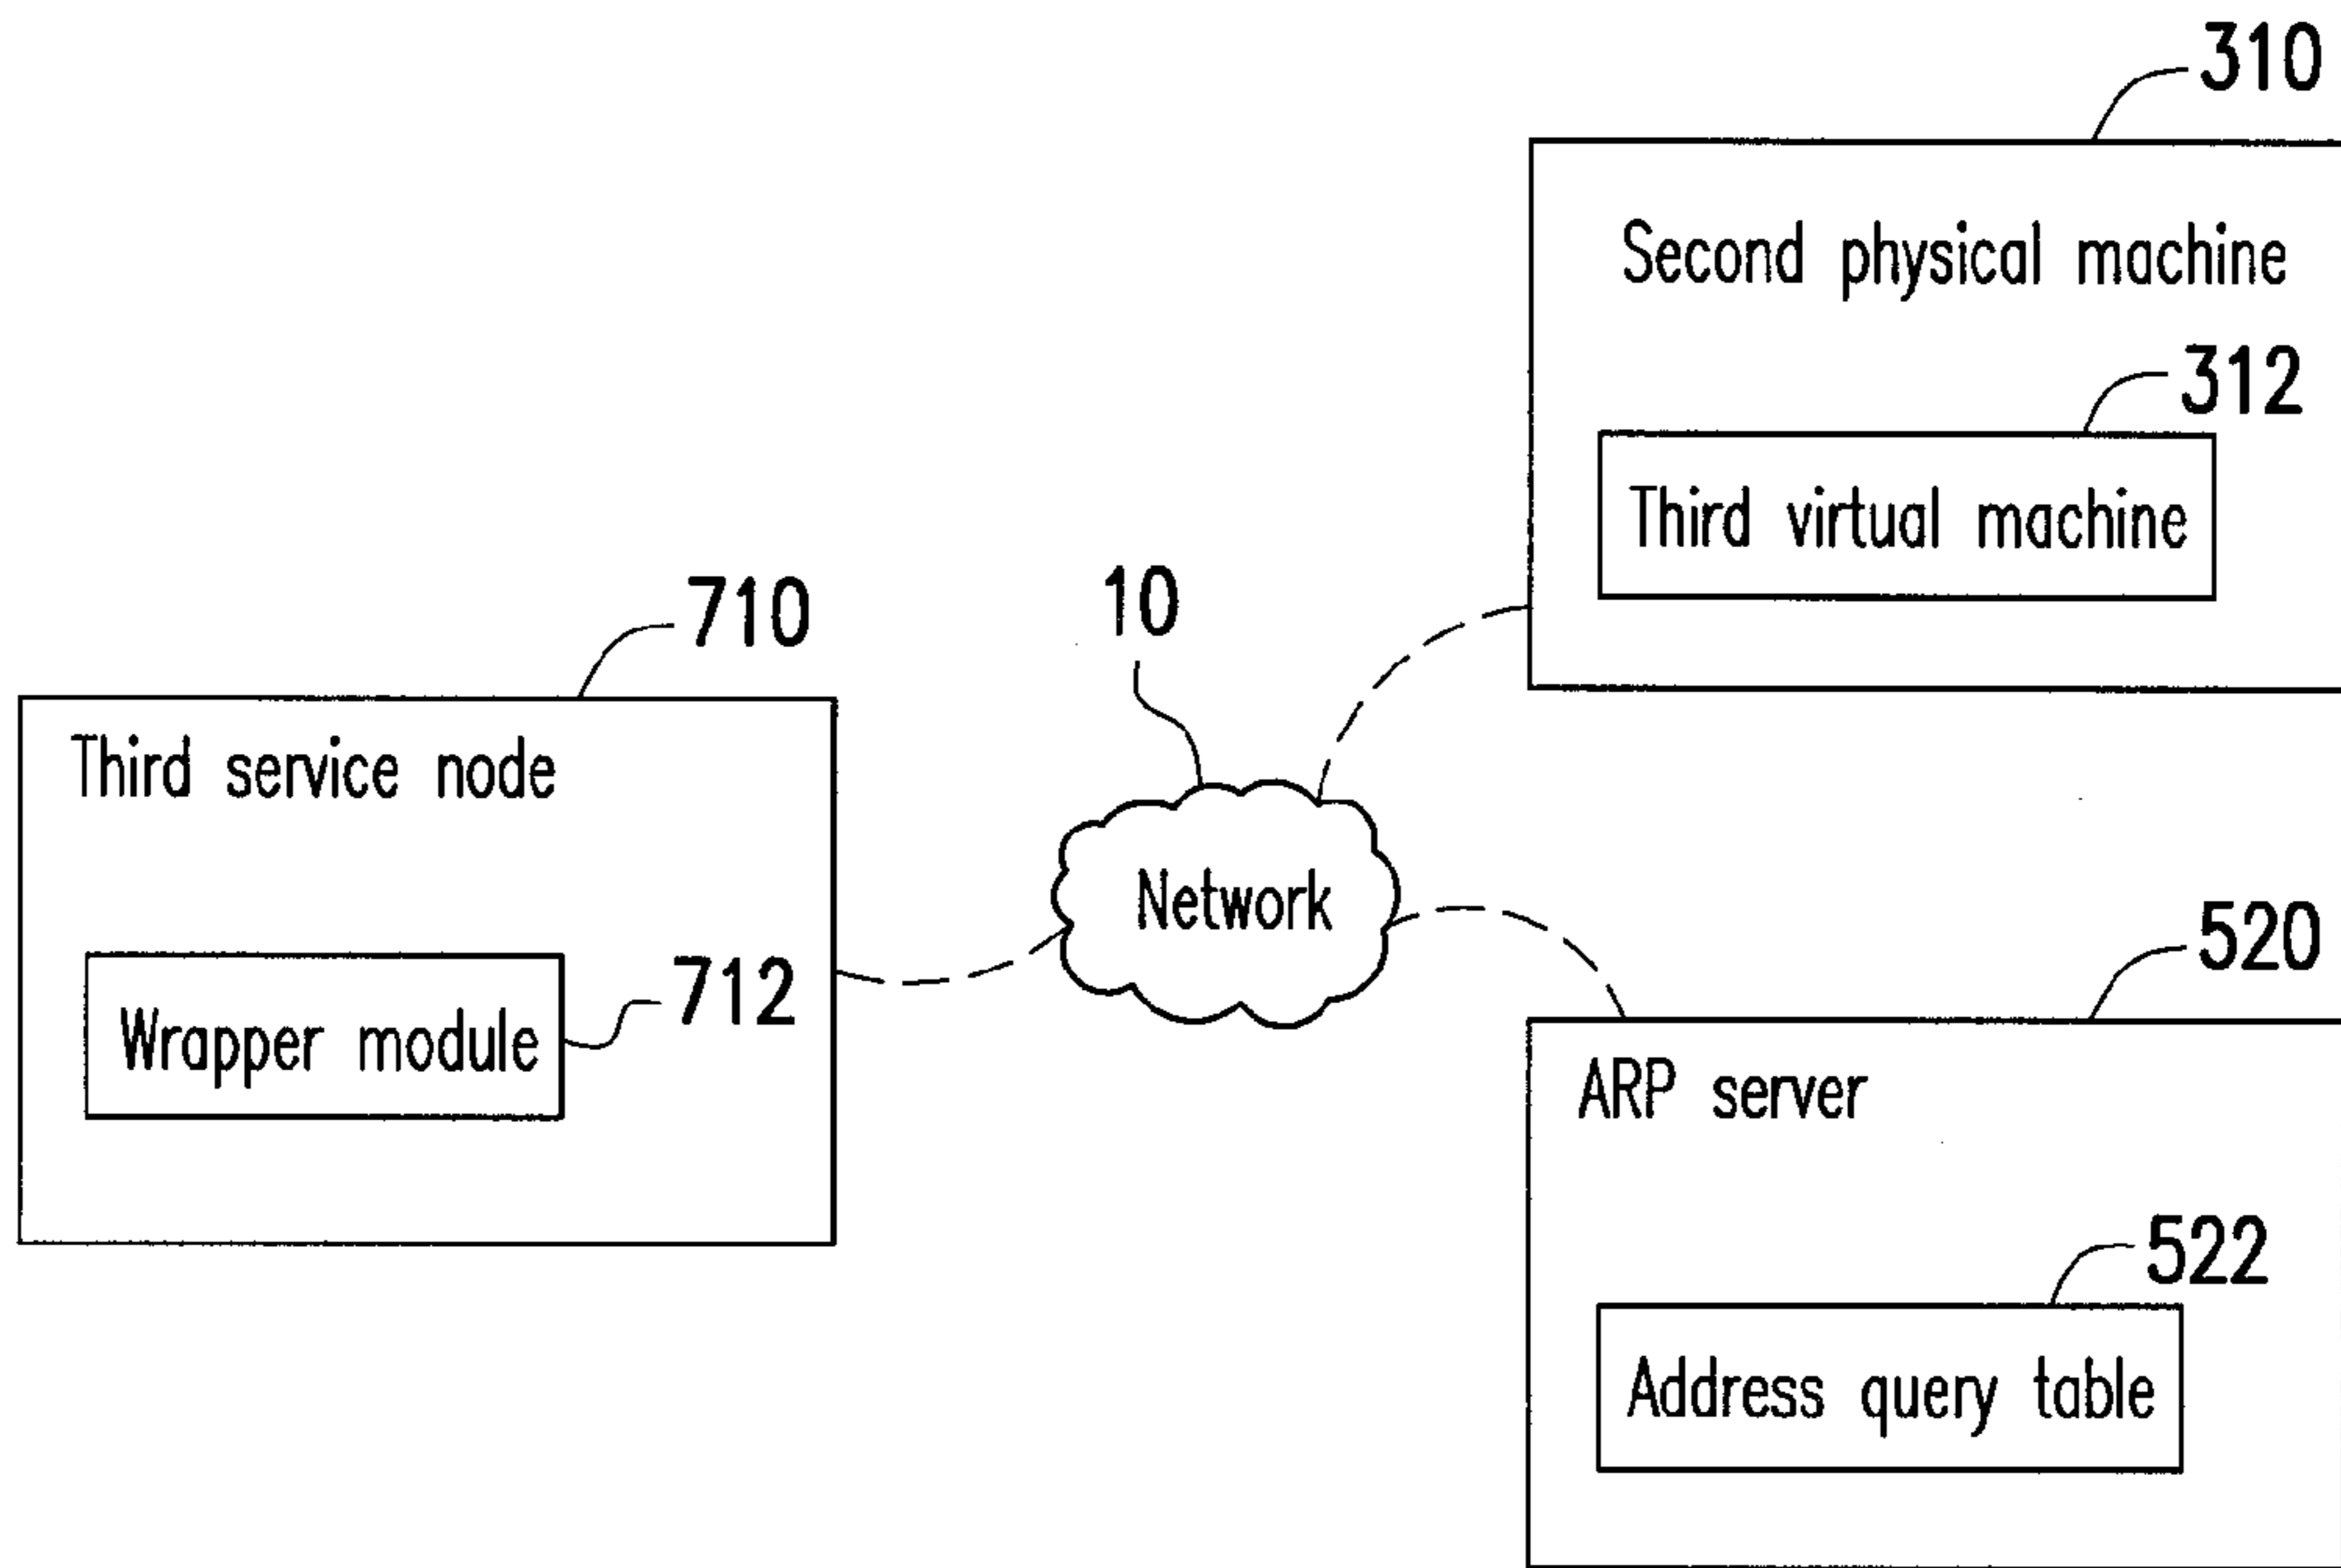 310
Second physical machine
312
Third virtual machine
710
10
Third service node
Network
712
Wrapper module
520
ARP server
522
Address query table